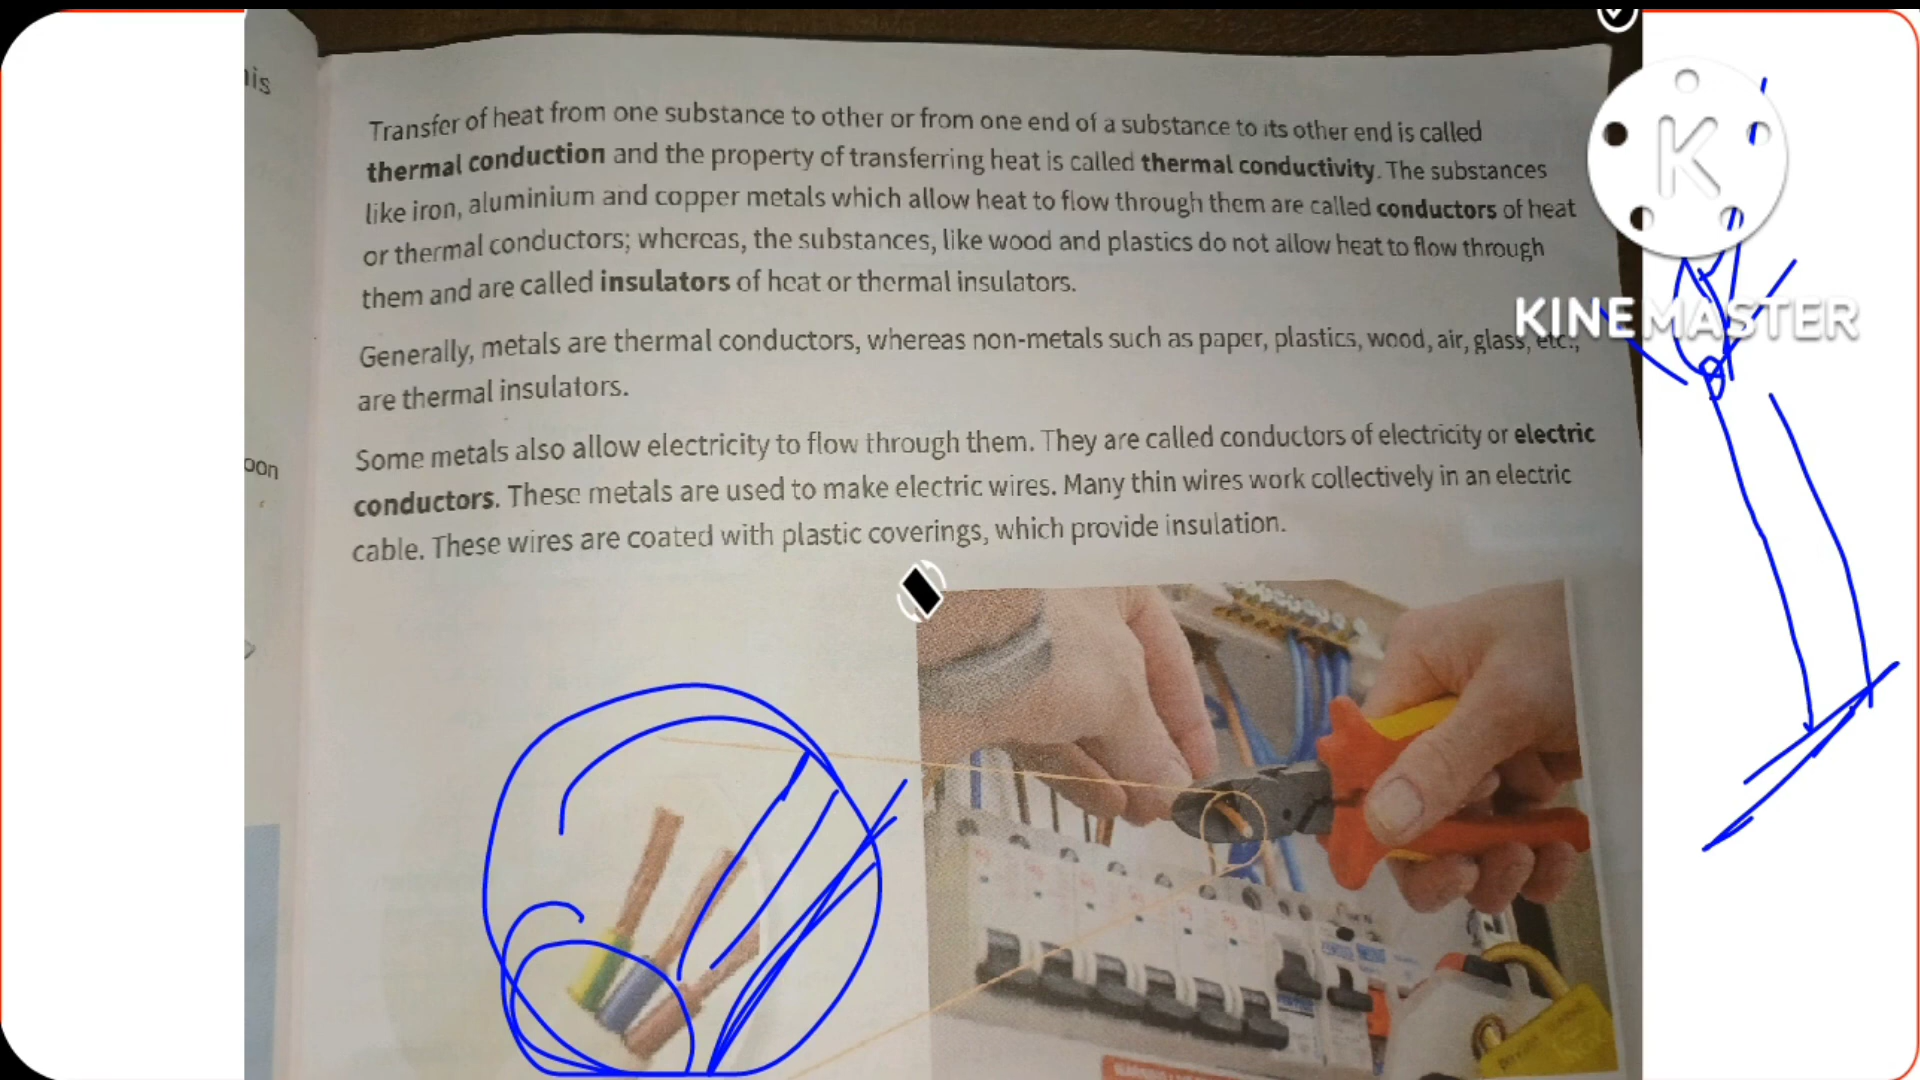 his
Transfer of heat from one substance to other or from one end of a substance to its other end is called
thermal conduction and the property of transferring heat is called thermal conductivity. The substances
like iron, aluminium and copper metals which allow heat to flow through them are called conductors of heat
or thermal conductors; whereas, the substances, like wood and plastics do not allow heat to flow through
them and are called insulators of heat or thermal insulators.
Generally, metals are thermal conductors, whereas non-metals such as paper, plastics, wood, air, glass, etc.,
are thermal insulators.
oon
Some metals also allow electricity to flow through them. They are called conductors of electricity or electric
conductors. These metals are used to make electric wires. Many thin wires work collectively in an electric
cable. These wires are coated with plastic coverings, which provide insulation.
K
KINEMASTER